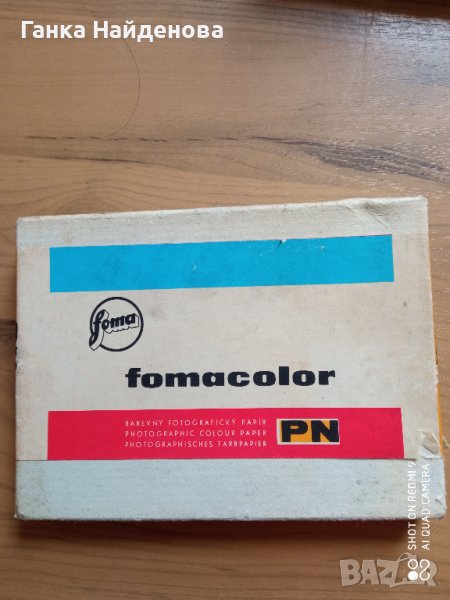 Ганка Найденова
foma
fomacolor
BAREVNÝ FOTOGRAFICKÝ PAPÍR
PHOTOGRAPHIC COLOUR PAPER
PHOTOGRAPHISCHES FARBPAPIER
PN
SHOT ON REDMI 9
AI QUAD CAMERA
BAZAR